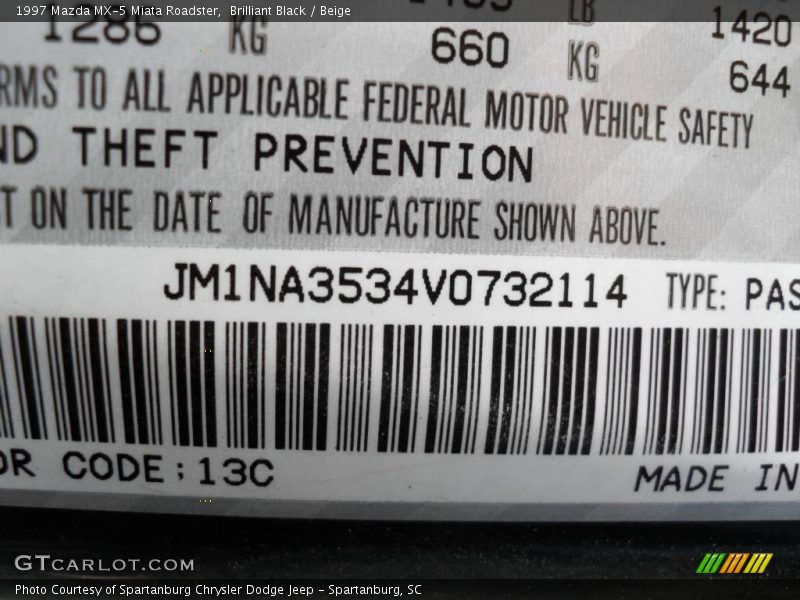 1997 Mazda MX-5 Miata Roadster, Brilliant Black / Beige
1286 KG 660 KG 644
LB 1420
RMS TO ALL APPLICABLE FEDERAL MOTOR VEHICLE SAFETY
ND THEFT PREVENTION
T ON THE DATE OF MANUFACTURE SHOWN ABOVE.
JM1NA3534V0732114 TYPE: PAS
OR CODE:13C MADE IN
GTCARLOT.COM
Photo Courtesy of Spartanburg Chrysler Dodge Jeep - Spartanburg, SC